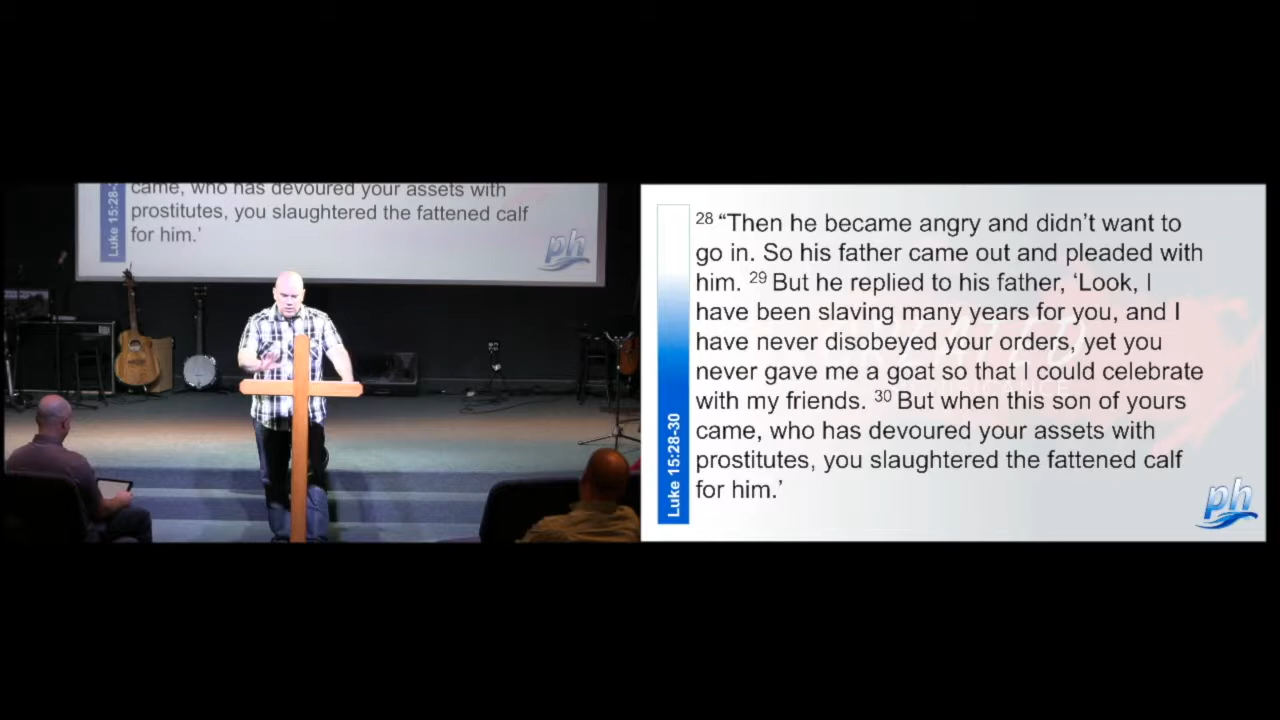 Luke 15:28-
came, who has devoured your assets with
prostitutes, you slaughtered the fattened calf
for him.’
ph
Luke 15:28-30
28 “Then he became angry and didn’t want to
go in. So his father came out and pleaded with
him. 29 But he replied to his father, ‘Look, I
have been slaving many years for you, and I
have never disobeyed your orders, yet you
never gave me a goat so that I could celebrate
with my friends. 30 But when this son of yours
came, who has devoured your assets with
prostitutes, you slaughtered the fattened calf
for him.’
ph